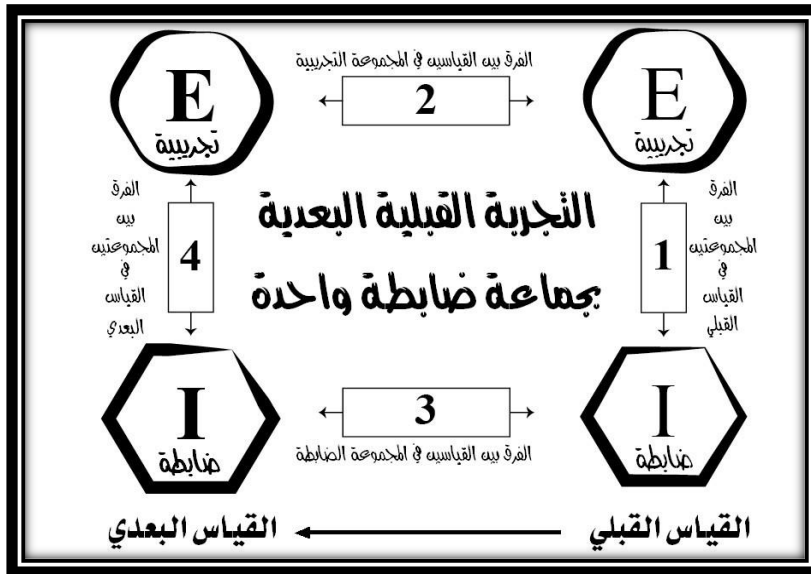 E
تجريبية
الفرق بين القياسين في المجموعة التجريبية
2
E
تجريبية
الفرق
بين
المجموعتين
في
القياس
القبلي
1
التجربة القبلية البعدية
بجماعة ضابطة واحدة
4
الفرق
بين
المجموعتين
في
القياس
البعدي
I
ضابطة
3
الفرق بين القياسين في المجموعة الضابطة
I
ضابطة
القياس القبلي
القياس البعدي